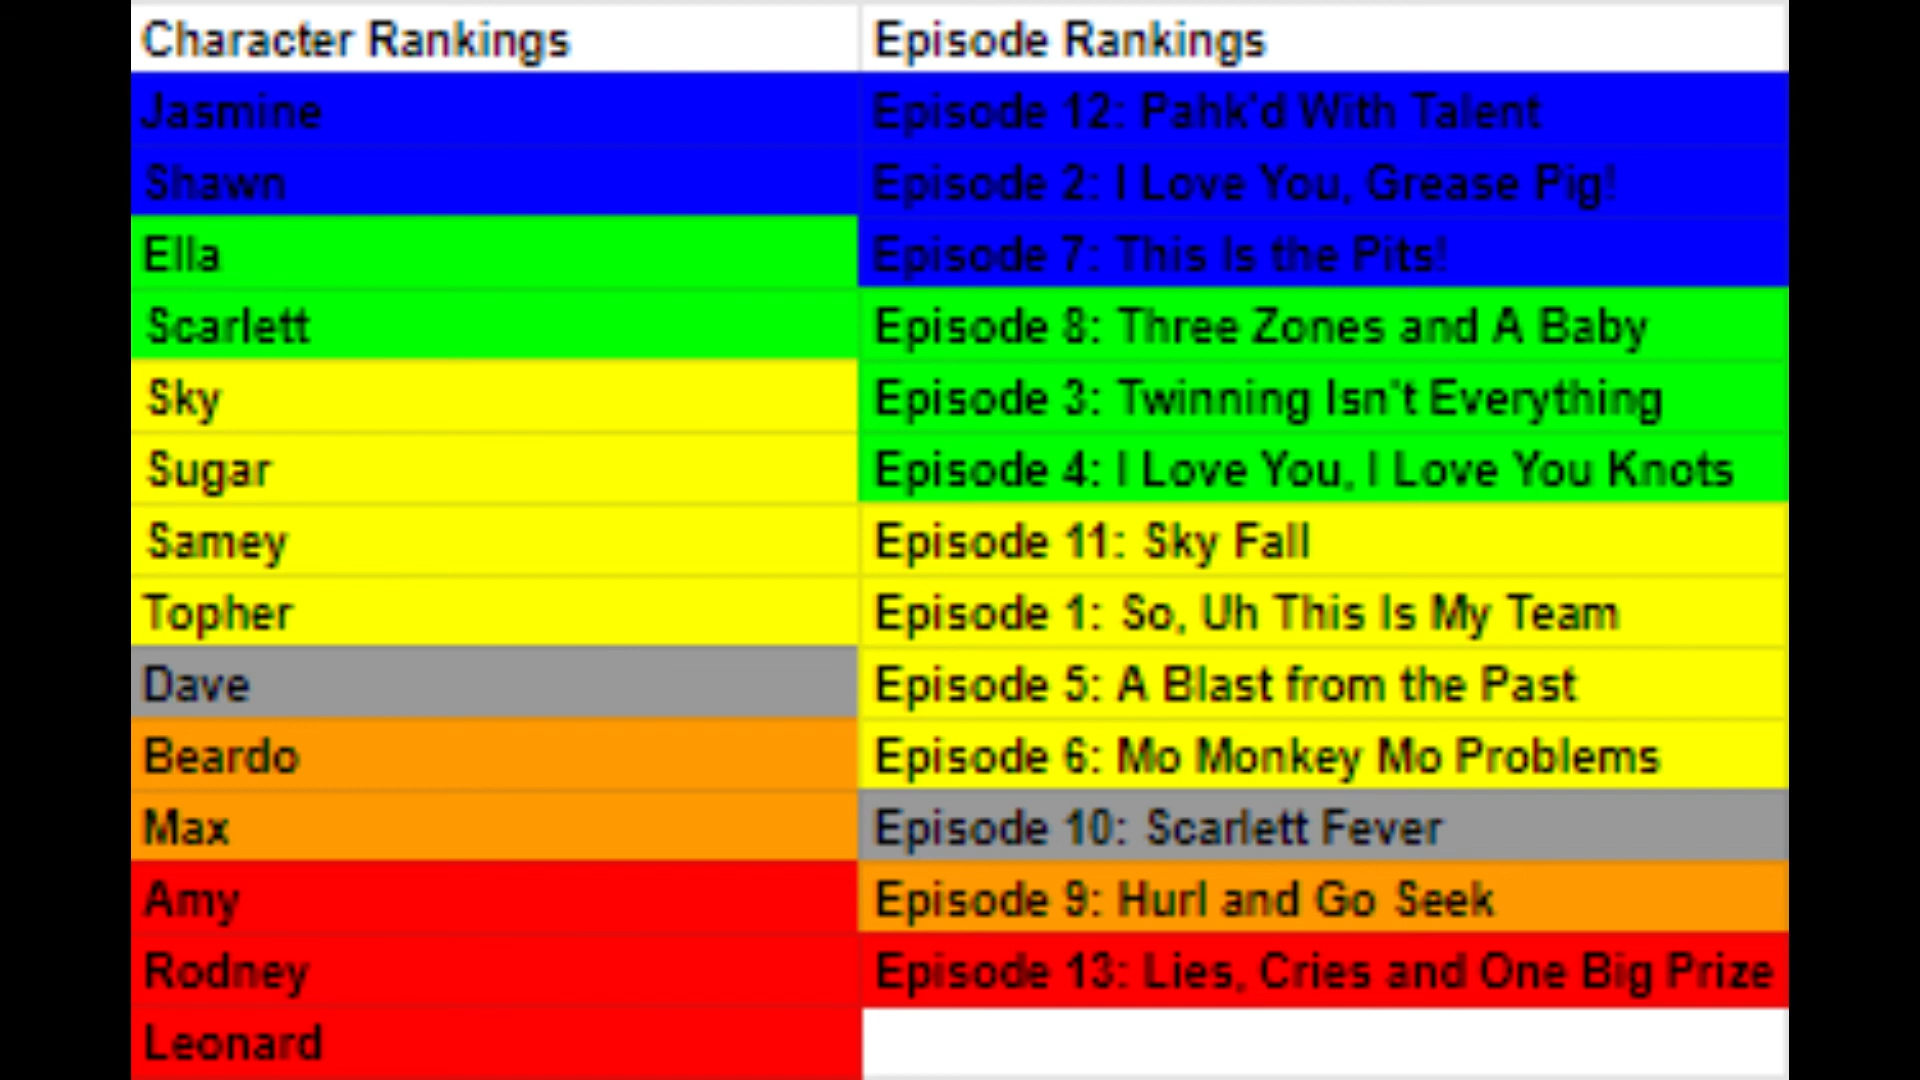 Character Rankings Episode Rankings
Jasmine Episode 12: Pahk'd With Talent
Shawn Episode 2: I Love You, Grease Pig!
Ella Episode 7: This Is the Pits!
Scarlett Episode 8: Three Zones and A Baby
Sky Episode 3: Twinning Isn't Everything
Sugar Episode 4: I Love You, I Love You Knots
Samey Episode 11: Sky Fall
Topher Episode 1: So, Uh This Is My Team
Dave Episode 5: A Blast from the Past
Beardo Episode 6: Mo Monkey Mo Problems
Max Episode 10: Scarlett Fever
Amy Episode 9: Hurl and Go Seek
Rodney Episode 13: Lies, Cries and One Big Prize
Leonard